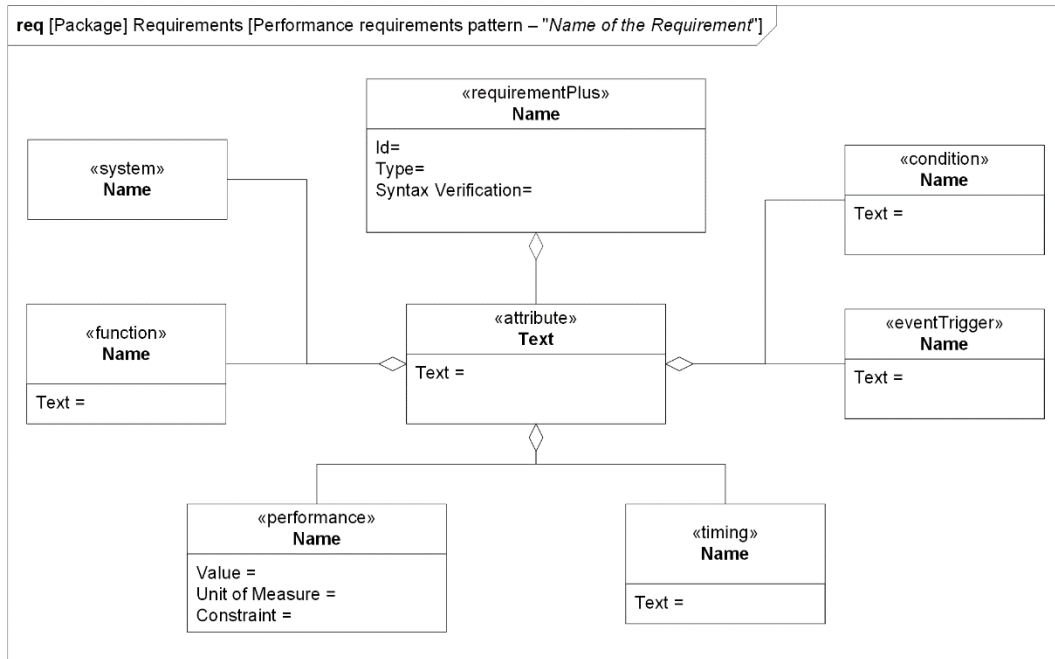 req [Package] Requirements [Performance requirements pattern – "Name of the Requirement"]
«requirementPlus»
Name
Id=
Type=
Syntax Verification=
«system»
Name
«condition»
Name
Text =
«function»
Name
Text =
«attribute»
Text
Text =
«eventTrigger»
Name
Text =
«performance»
Name
Value =
Unit of Measure =
Constraint =
«timing»
Name
Text =